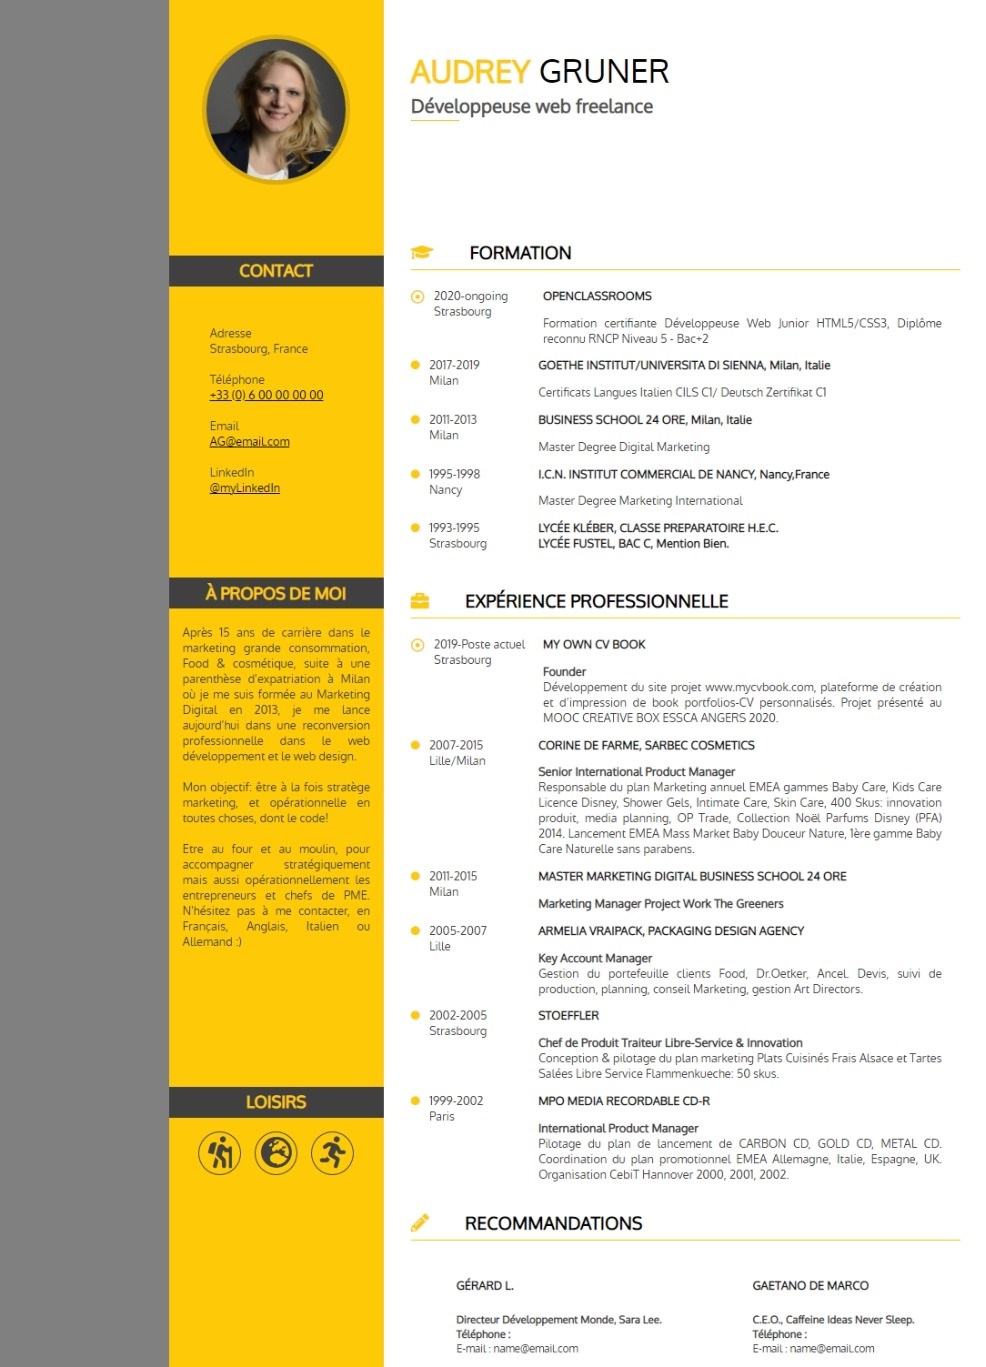 AUDREY GRUNER
Développeuse web freelance
CONTACT
Adresse
Strasbourg, France
Téléphone
+33 (0) 6 00 00 00 00
Email
AG@email.com
LinkedIn
@myLinkedIn
À PROPOS DE MOI
Après 15 ans de carrière dans le
marketing grande consommation,
Food & cosmétique, suite à une
parenthèse d'expatriation à Milan
où je me suis formée au Marketing
Digital en 2013, je me lance
aujourd'hui dans une reconversion
professionnelle dans le web
développement et le web design.
Mon objectif: être à la fois stratège
marketing, et opérationnelle en
toutes choses, dont le code!
Etre au four et au moulin, pour
accompagner stratégiquement
mais aussi opérationnellement les
entrepreneurs et chefs de PME.
N'hésitez pas à me contacter, en
Français, Anglais, Italien ou
Allemand :)
LOISIRS
FORMATION
2020-ongoing
Strasbourg
OPENCLASSROOMS
Formation certifiante Développeuse Web Junior HTML5/CSS3, Diplôme
reconnu RNCP Niveau 5 - Bac+2
2017-2019
Milan
GOETHE INSTITUT/UNIVERSITA DI SIENNA, Milan, Italie
Certificats Langues Italien CILS C1/ Deutsch Zertifikat C1
2011-2013
Milan
BUSINESS SCHOOL 24 ORE, Milan, Italie
Master Degree Digital Marketing
1995-1998
Nancy
I.C.N. INSTITUT COMMERCIAL DE NANCY, Nancy,France
Master Degree Marketing International
1993-1995
Strasbourg
LYCÉE KLÉBER, CLASSE PREPARATOIRE H.E.C.
LYCÉE FUSTEL, BAC C, Mention Bien.
EXPÉRIENCE PROFESSIONNELLE
2019-Poste actuel
Strasbourg
MY OWN CV BOOK
Founder
Développement du site projet www.mycvbook.com, plateforme de création
et d'impression de book portfolios-CV personnalisés. Projet présenté au
MOOC CREATIVE BOX ESSCA ANGERS 2020.
2007-2015
Lille/Milan
CORINE DE FARME, SARBEC COSMETICS
Senior International Product Manager
Responsable du plan Marketing annuel EMEA gammes Baby Care, Kids Care
Licence Disney, Shower Gels, Intimate Care, Skin Care, 400 Skus: innovation
produit, media planning, OP Trade, Collection Noël Parfums Disney (PFA)
2014. Lancement EMEA Mass Market Baby Douceur Nature, 1ère gamme Baby
Care Naturelle sans parabens.
2011-2015
Milan
MASTER MARKETING DIGITAL BUSINESS SCHOOL 24 ORE
Marketing Manager Project Work The Greeners
2005-2007
Lille
ARMELIA VRAIPACK, PACKAGING DESIGN AGENCY
Key Account Manager
Gestion du portefeuille clients Food, Dr.Oetker, Ancel. Devis, suivi de
production, planning, conseil Marketing, gestion Art Directors.
2002-2005
Strasbourg
STOEFFLER
Chef de Produit Traiteur Libre-Service & Innovation
Conception & pilotage du plan marketing Plats Cuisinés Frais Alsace et Tartes
Salées Libre Service Flammenkueche: 50 skus.
1999-2002
Paris
MPO MEDIA RECORDABLE CD-R
International Product Manager
Pilotage du plan de lancement de CARBON CD, GOLD CD, METAL CD.
Coordination du plan promotionnel EMEA Allemagne, Italie, Espagne, UK.
Organisation CebiT Hannover 2000, 2001, 2002.
RECOMMANDATIONS
GÉRARD L.
Directeur Développement Monde, Sara Lee.
Téléphone :
E-mail : name@email.com
GAETANO DE MARCO
C.E.O., Caffeine Ideas Never Sleep.
Téléphone :
E-mail : name@email.com